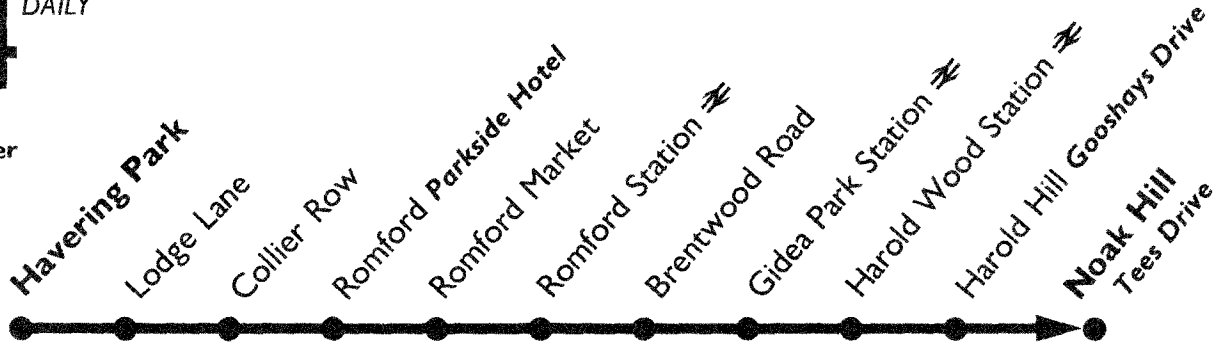 DAILY
er
Havering Park
Lodge Lane
Collier Row
Romford Parkside Hotel
Romford Market
Romford Station
Brentwood Road
Gidea Park Station
Harold Wood Station
Harold Hill Gooshays Drive
Noak Hill
Tees Drive